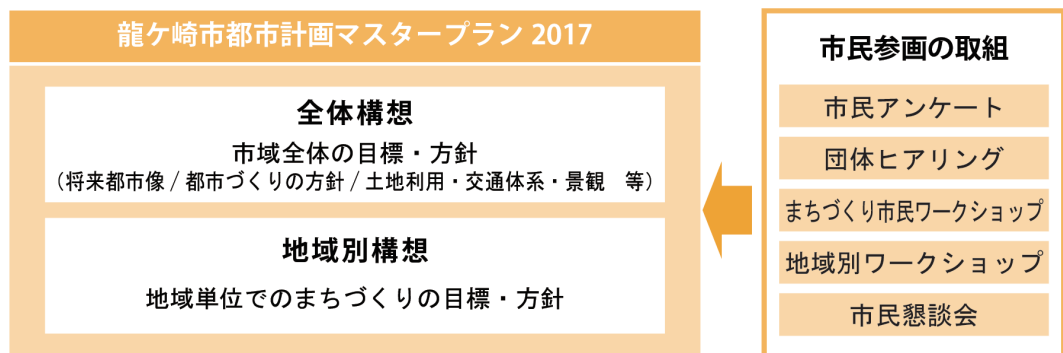 龍ケ崎市都市計画マスタープラン 2017
全体構想
市域全体の目標・方針
（将来都市像 / 都市づくりの方針 / 土地利用・交通体系・景観　等）
地域別構想
地域単位でのまちづくりの目標・方針
市民参画の取組
市民アンケート
団体ヒアリング
まちづくり市民ワークショップ
地域別ワークショップ
市民懇談会